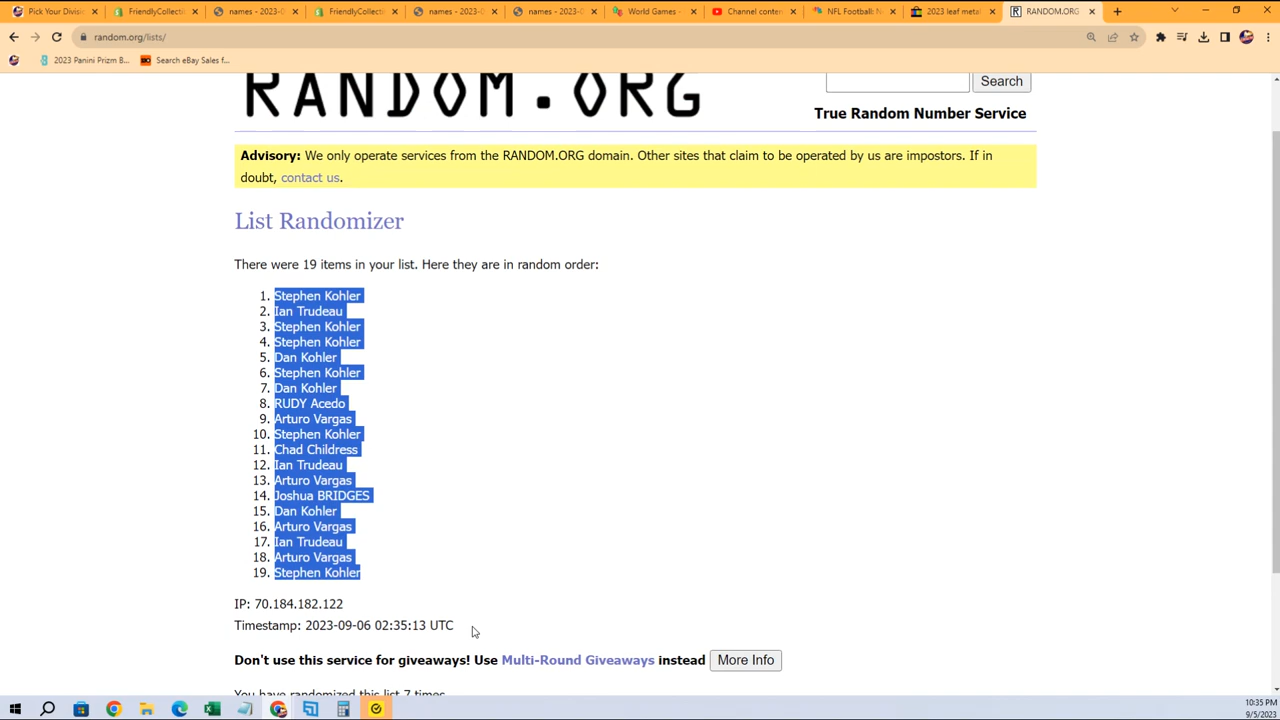 Pick Your Divisi
FriendlyCollecti
names - 2023-0
FriendlyCollecti
names - 2023-0
names - 2023-0
World Games -
Channel conten
NFL Football: N
2023 leaf meta
RANDOM.ORG
random.org/lists/
2023 Panini Prizm B...
Search eBay Sales f...
RANDOM.ORG
Search
True Random Number Service
Advisory: We only operate services from the RANDOM.ORG domain. Other sites that claim to be operated by us are impostors. If in
doubt, contact us.
List Randomizer
There were 19 items in your list. Here they are in random order:
1. Stephen Kohler
2. Ian Trudeau
3. Stephen Kohler
4. Stephen Kohler
5. Dan Kohler
6. Stephen Kohler
7. Dan Kohler
8. RUDY Acedo
9. Arturo Vargas
10. Stephen Kohler
11. Chad Childress
12. Ian Trudeau
13. Arturo Vargas
14. Joshua BRIDGES
15. Dan Kohler
16. Arturo Vargas
17. Ian Trudeau
18. Arturo Vargas
19. Stephen Kohler
IP: 70.184.182.122
Timestamp: 2023-09-06 02:35:13 UTC
Don't use this service for giveaways! Use Multi-Round Giveaways instead
More Info
You have randomized this list 7 times.
10:35 PM
9/5/2023